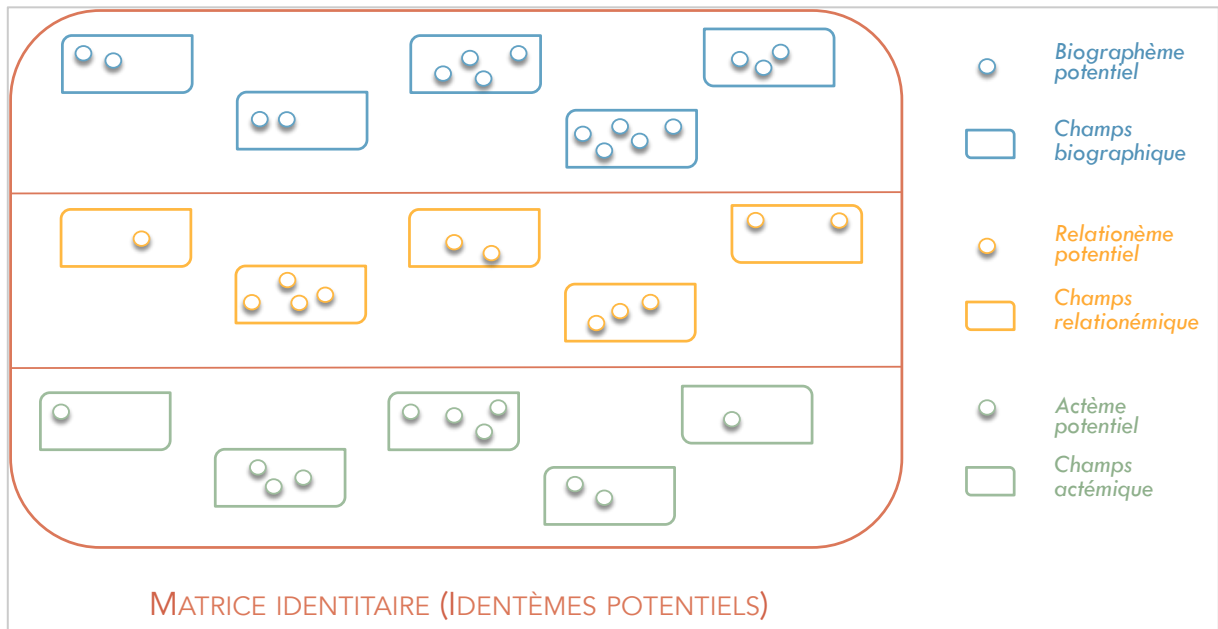 Biographème
potentiel
Champs
biographique
Relationème
potentiel
Champs
relationémique
Actème
potentiel
Champs
actémique
MATRICE IDENTITAIRE (IDENTÈMES POTENTIELS)